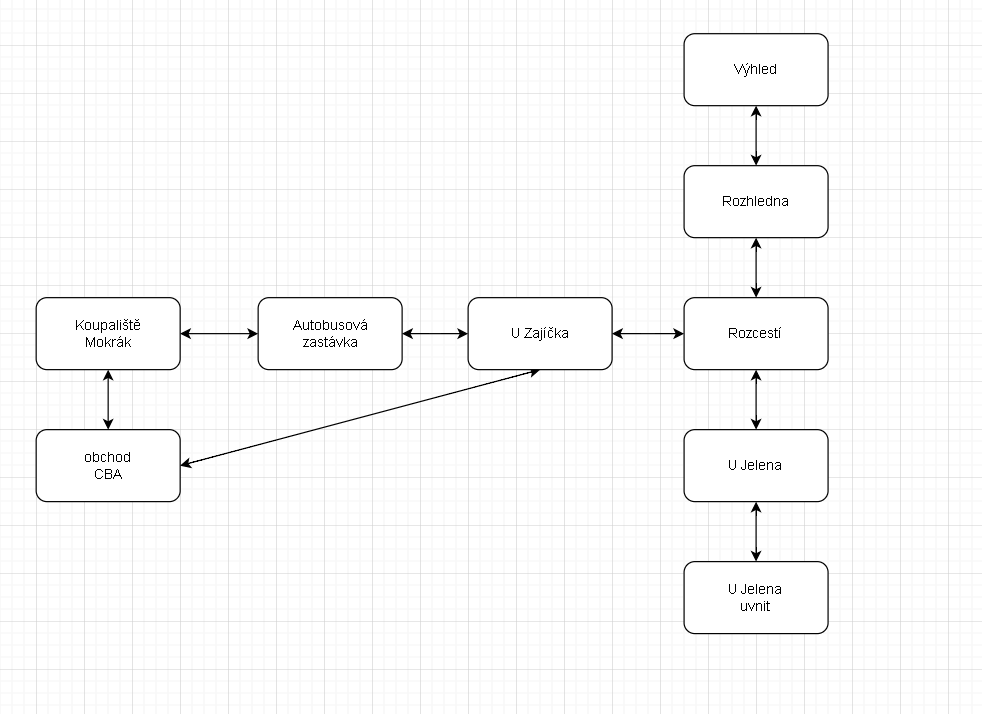 Výhled
Rozhledna
Koupaliště
Mokrák
Autobusová
zastávka
U Zajíčka
Rozcestí
obchod
CBA
U Jelena
U Jelena
uvnit